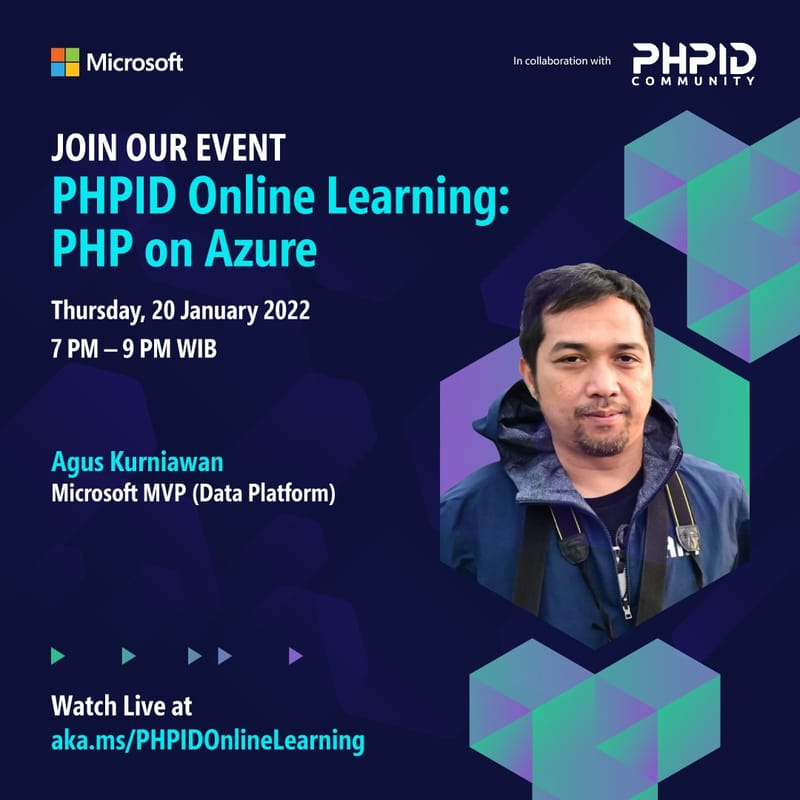 Microsoft
In collaboration with
PHPID
COMMUNITY
JOIN OUR EVENT
PHPID Online Learning:
PHP on Azure
Thursday, 20 January 2022
7 PM – 9 PM WIB
Agus Kurniawan
Microsoft MVP (Data Platform)
Watch Live at
aka.ms/PHPIDOnlineLearning